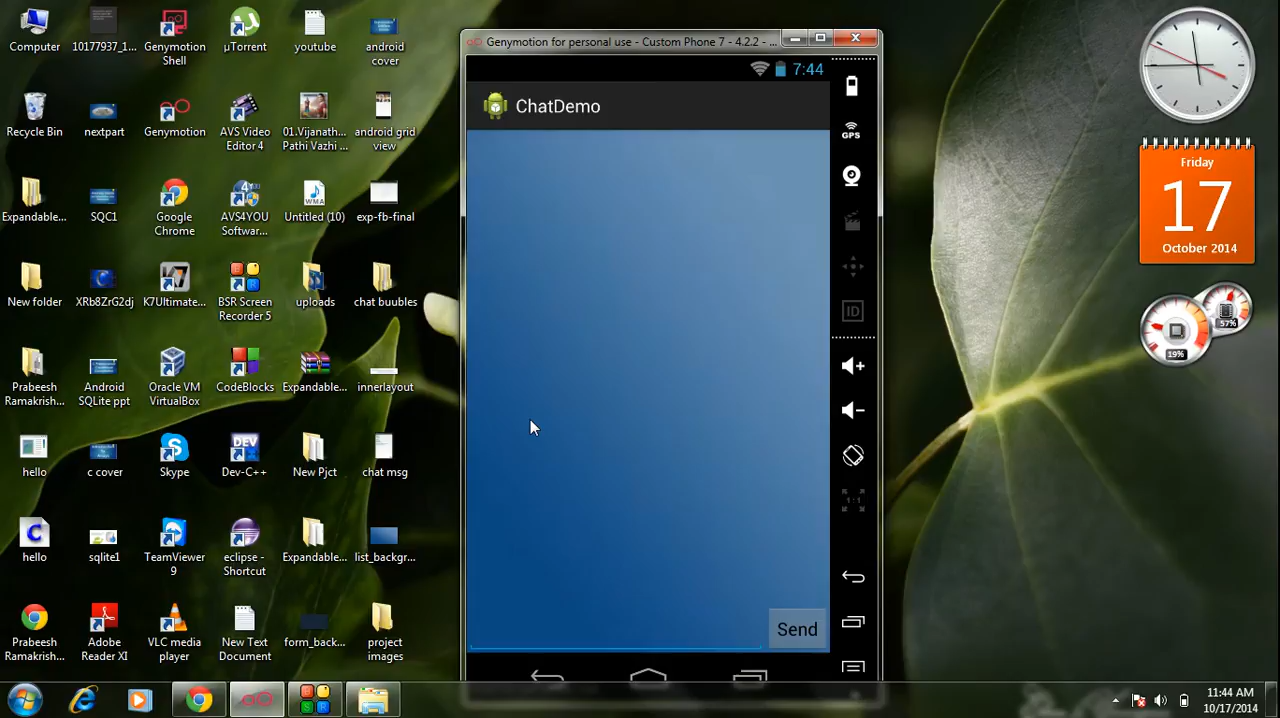 Computer
10177937_1...
Genymotion
Shell
µTorrent
youtube
android
cover
Recycle Bin
nextpart
Genymotion
AVS Video
Editor 4
01.Vijanath...
Pathi Vazhi ...
android grid
view
Expandable...
SQC1
Google
Chrome
AVS4YOU
Softwar...
Untitled (10)
exp-fb-final
New folder
XRb8ZrG2dj
K7Ultimate...
BSR Screen
Recorder 5
uploads
chat buubles
Prabeesh
Ramakrish...
Android
SQLite ppt
Oracle VM
VirtualBox
CodeBlocks
Expandable...
innerlayout
hello
c cover
Skype
Dev-C++
New Pjct
chat msg
hello
sqlite1
TeamViewer
9
eclipse -
Shortcut
Expandable...
list_backgr...
Prabeesh
Ramakrish...
Adobe
Reader XI
VLC media
player
New Text
Document
form_back...
project
images
Genymotion for personal use - Custom Phone 7 - 4.2.2 - ...
7:44
ChatDemo
GPS
ID
1:1
Send
Friday
17
October 2014
57%
19%
11:44 AM
10/17/2014